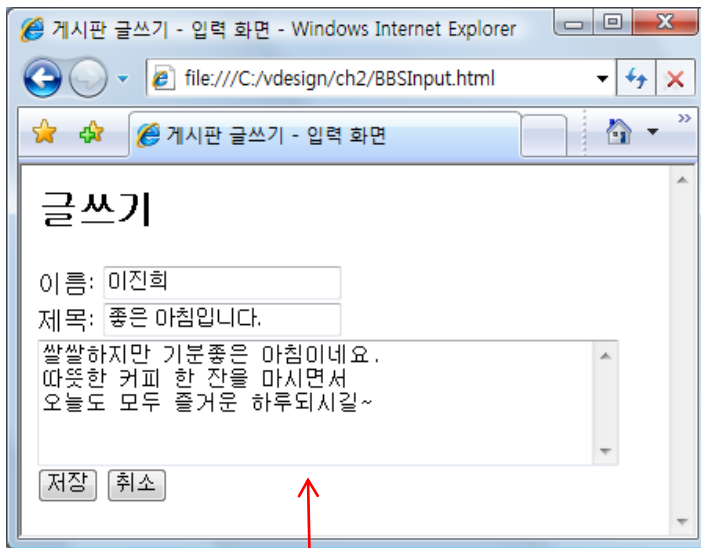 게시판 글쓰기 - 입력 화면 - Windows Internet Explorer
file:///C:/vdesign/ch2/BBSInput.html
게시판 글쓰기 - 입력 화면
글쓰기
이름: 이진희
제목: 좋은 아침입니다.
쌀쌀하지만 기분좋은 아침이네요.
따뜻한 커피 한 잔을 마시면서
오늘도 모두 즐거운 하루되시길~
저장 취소